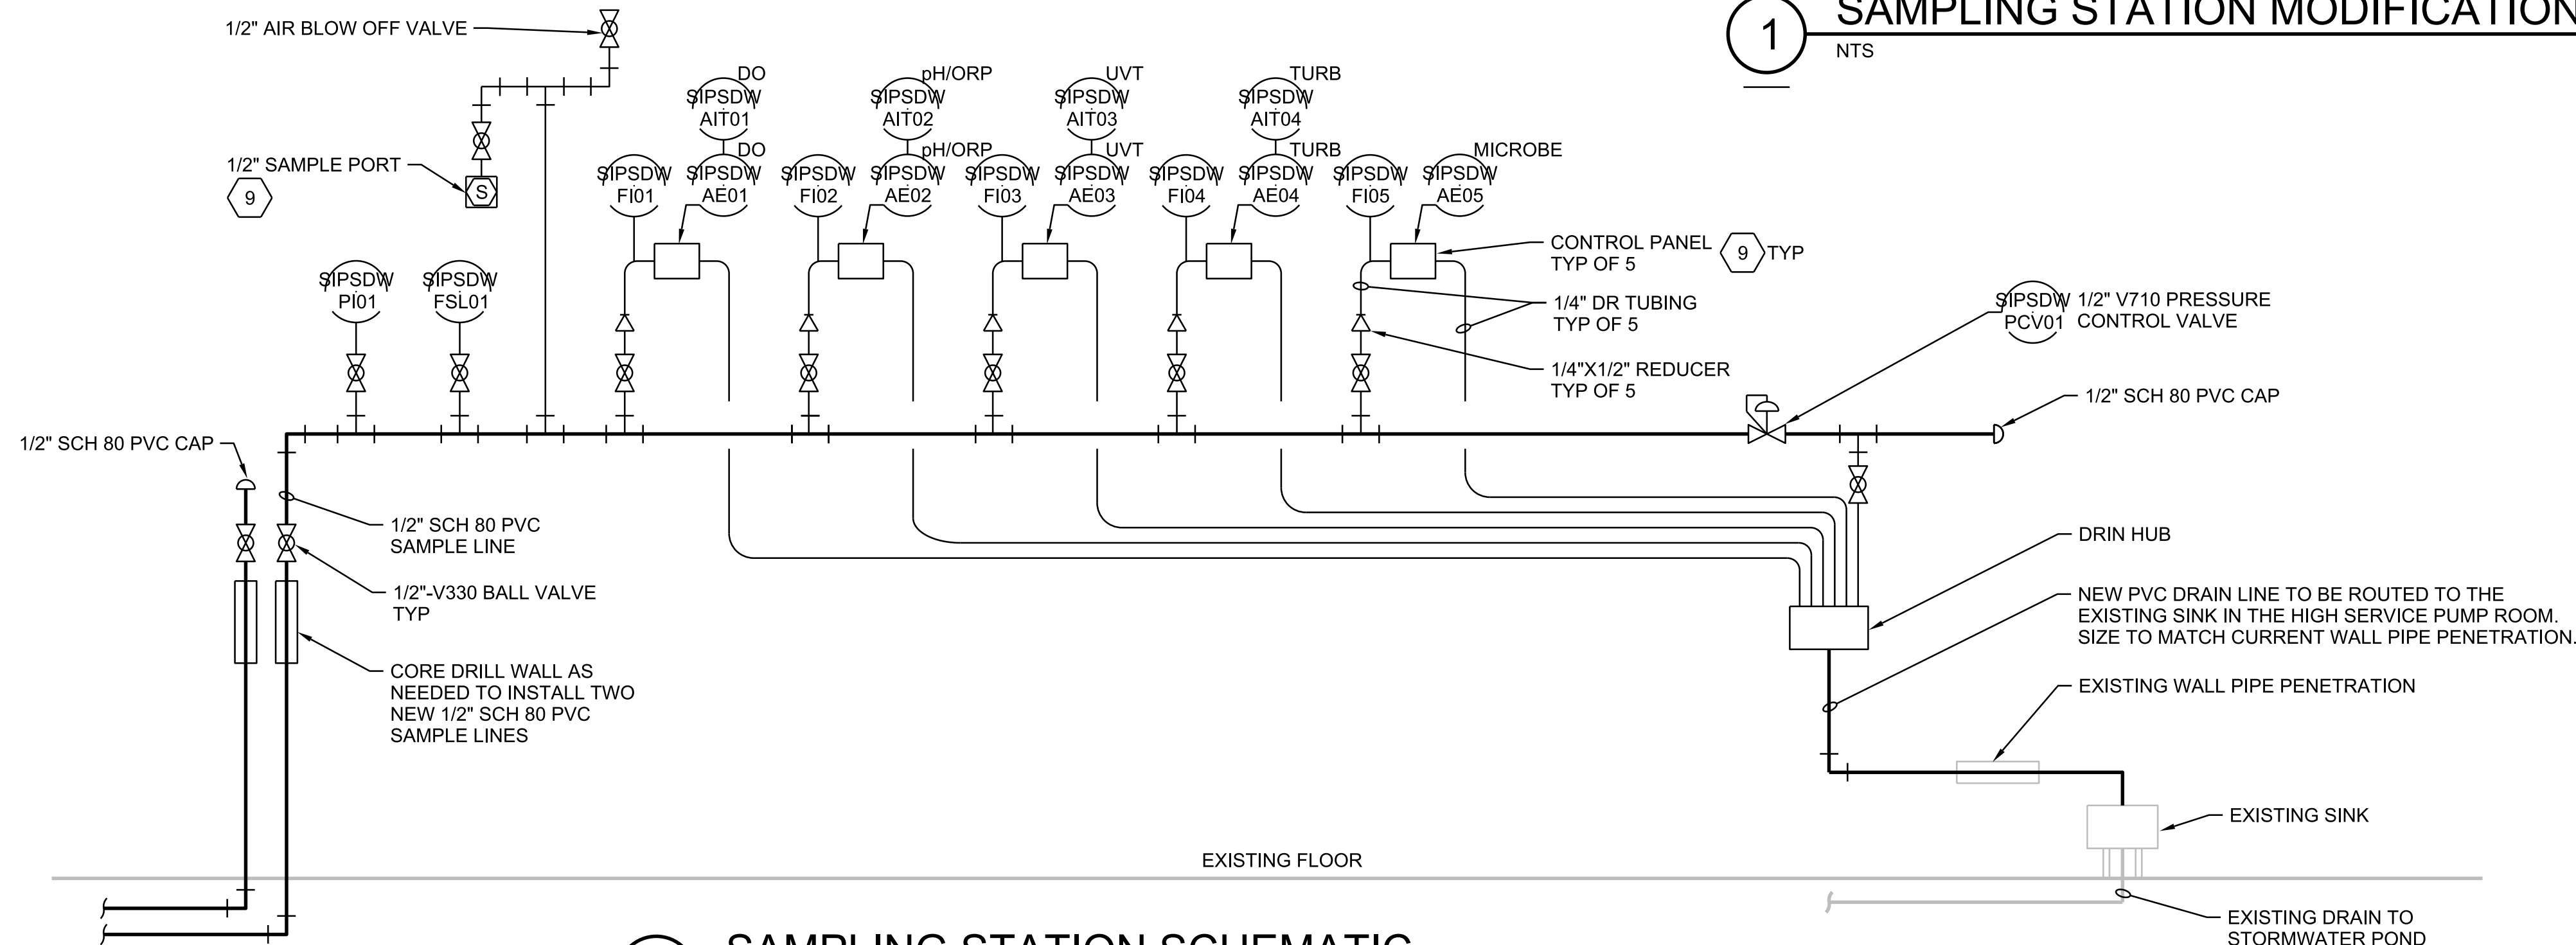 1/2" AIR BLOW OFF VALVE
1
SAMPLING STATION MODIFICATION
NTS
1/2" SAMPLE PORT
9
S
DO
SIPSDW
AIT01
pH/ORP
SIPSDW
AIT02
UVT
SIPSDW
AIT03
TURB
SIPSDW
AIT04
SIPSDW
FI01
DO
SIPSDW
AE01
SIPSDW
FI02
pH/ORP
SIPSDW
AE02
SIPSDW
FI03
UVT
SIPSDW
AE03
SIPSDW
FI04
TURB
SIPSDW
AE04
SIPSDW
FI05
MICROBE
SIPSDW
AE05
SIPSDW
PI01
SIPSDW
FSL01
CONTROL PANEL
TYP OF 5
9 TYP
1/4" DR TUBING
TYP OF 5
1/4"X1/2" REDUCER
TYP OF 5
SIPSDW
PCV01
1/2" V710 PRESSURE
CONTROL VALVE
1/2" SCH 80 PVC CAP
1/2" SCH 80 PVC CAP
1/2" SCH 80 PVC
SAMPLE LINE
1/2"-V330 BALL VALVE
TYP
CORE DRILL WALL AS
NEEDED TO INSTALL TWO
NEW 1/2" SCH 80 PVC
SAMPLE LINES
DRIN HUB
NEW PVC DRAIN LINE TO BE ROUTED TO THE
EXISTING SINK IN THE HIGH SERVICE PUMP ROOM.
SIZE TO MATCH CURRENT WALL PIPE PENETRATION.
EXISTING WALL PIPE PENETRATION
EXISTING SINK
EXISTING FLOOR
EXISTING DRAIN TO
STORMWATER POND
SAMPLING STATION SCHEMATIC